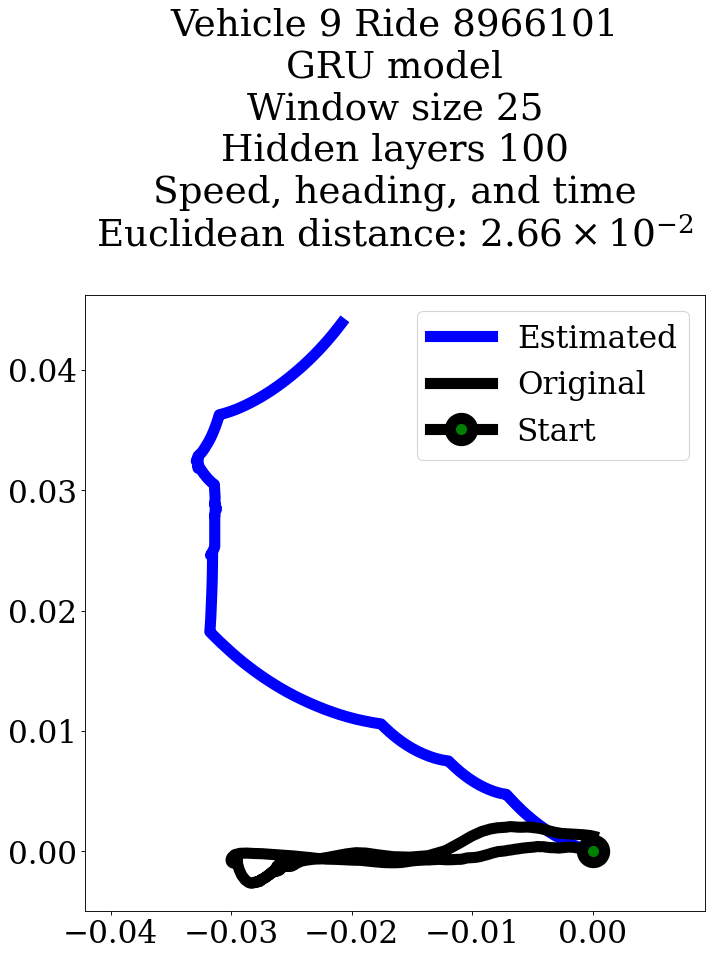 Vehicle 9 Ride 8966101
GRU model
Window size 25
Hidden layers 100
Speed, heading, and time
Euclidean distance: 2.66 × 10⁻²
Estimated
Original
Start
0.04
0.03
0.02
0.01
0.00
−0.04 −0.03 −0.02 −0.01 0.00